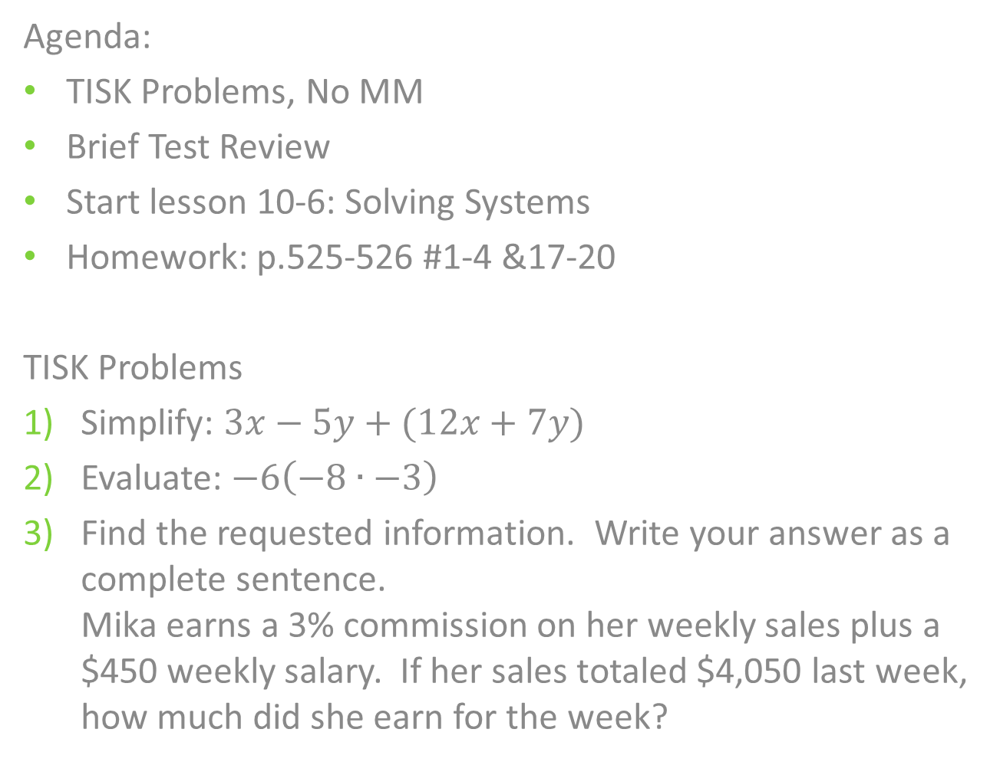 Agenda:
• TISK Problems, No MM
• Brief Test Review
• Start lesson 10-6: Solving Systems
• Homework: p.525-526 #1-4 &17-20
TISK Problems
1) Simplify: 3x − 5y + (12x + 7y)
2) Evaluate: −6(−8 · −3)
3) Find the requested information.  Write your answer as a
complete sentence.
Mika earns a 3% commission on her weekly sales plus a
$450 weekly salary.  If her sales totaled $4,050 last week,
how much did she earn for the week?